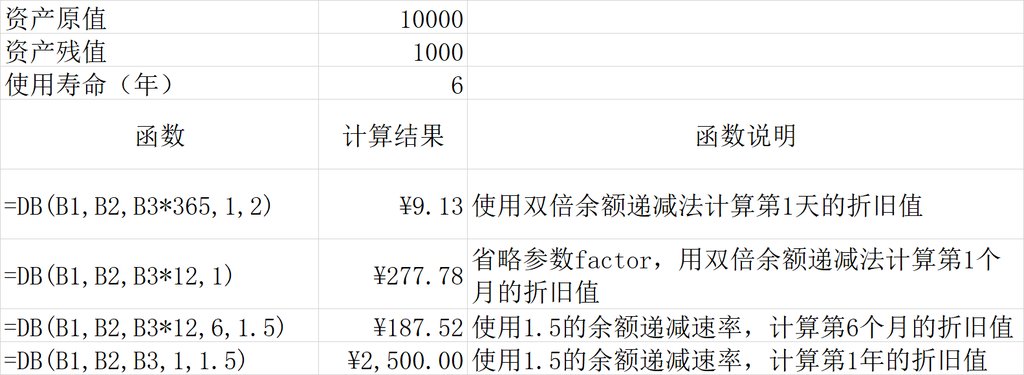 资产原值 10000
资产残值 1000
使用寿命（年） 6
函数 计算结果 函数说明
=DB(B1,B2,B3*365,1,2) ¥9.13 使用双倍余额递减法计算第1天的折旧值
=DB(B1,B2,B3*12,1) ¥277.78 省略参数factor，用双倍余额递减法计算第1个
月的折旧值
=DB(B1,B2,B3*12,6,1.5) ¥187.52 使用1.5的余额递减速率，计算第6个月的折旧值
=DB(B1,B2,B3,1,1.5) ¥2,500.00 使用1.5的余额递减速率，计算第1年的折旧值